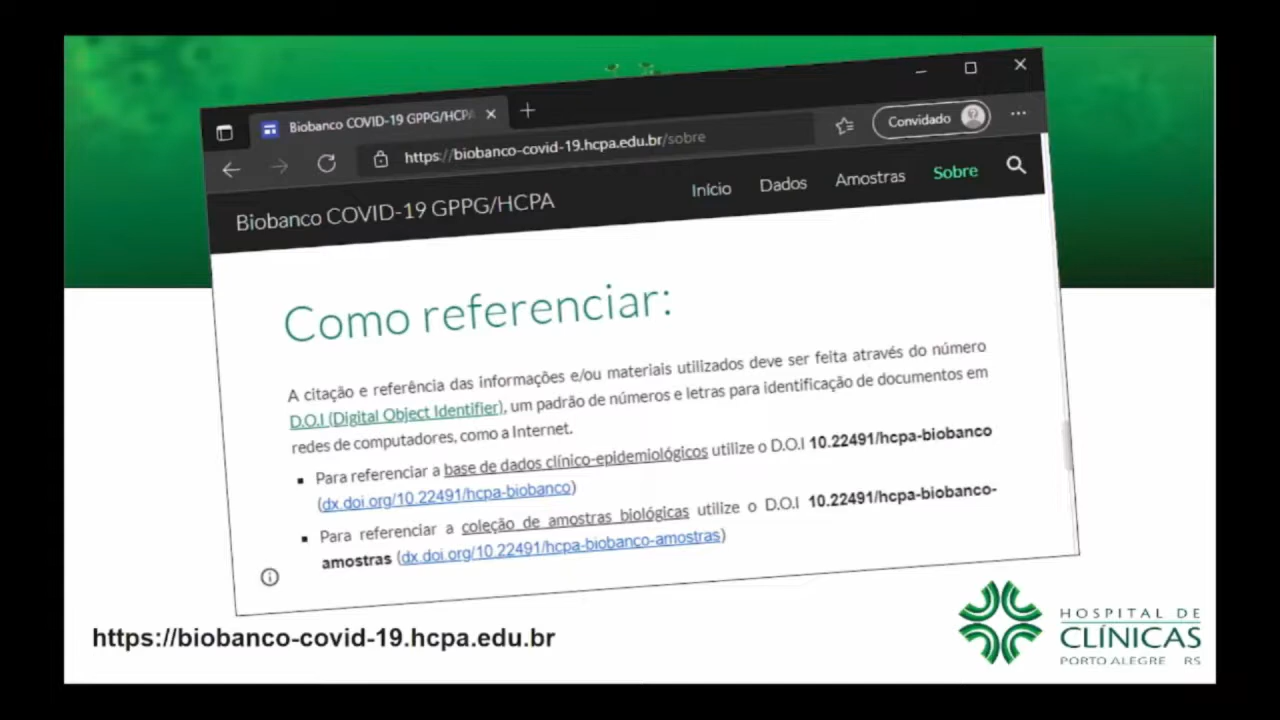 Biobanco COVID-19 GPPG/HCPA
https://biobanco-covid-19.hcpa.edu.br/sobre
Convidado
Biobanco COVID-19 GPPG/HCPA
Início Dados Amostras Sobre
Como referenciar:
A citação e referência das informações e/ou materiais utilizados deve ser feita através do número
D.O.I (Digital Object Identifier), um padrão de números e letras para identificação de documentos em
redes de computadores, como a Internet.
▪ Para referenciar a base de dados clínico-epidemiológicos utilize o D.O.I 10.22491/hcpa-biobanco
(dx.doi.org/10.22491/hcpa-biobanco)
▪ Para referenciar a coleção de amostras biológicas utilize o D.O.I 10.22491/hcpa-biobanco-
amostras (dx.doi.org/10.22491/hcpa-biobanco-amostras)
https://biobanco-covid-19.hcpa.edu.br
HOSPITAL DE
CLÍNICAS
PORTO ALEGRE RS